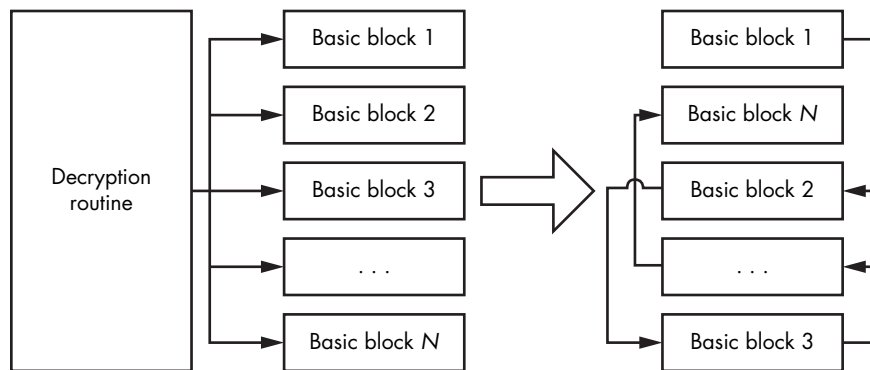 Decryption
routine
Basic block 1
Basic block 2
Basic block 3
. . .
Basic block N
Basic block 1
Basic block N
Basic block 2
. . .
Basic block 3